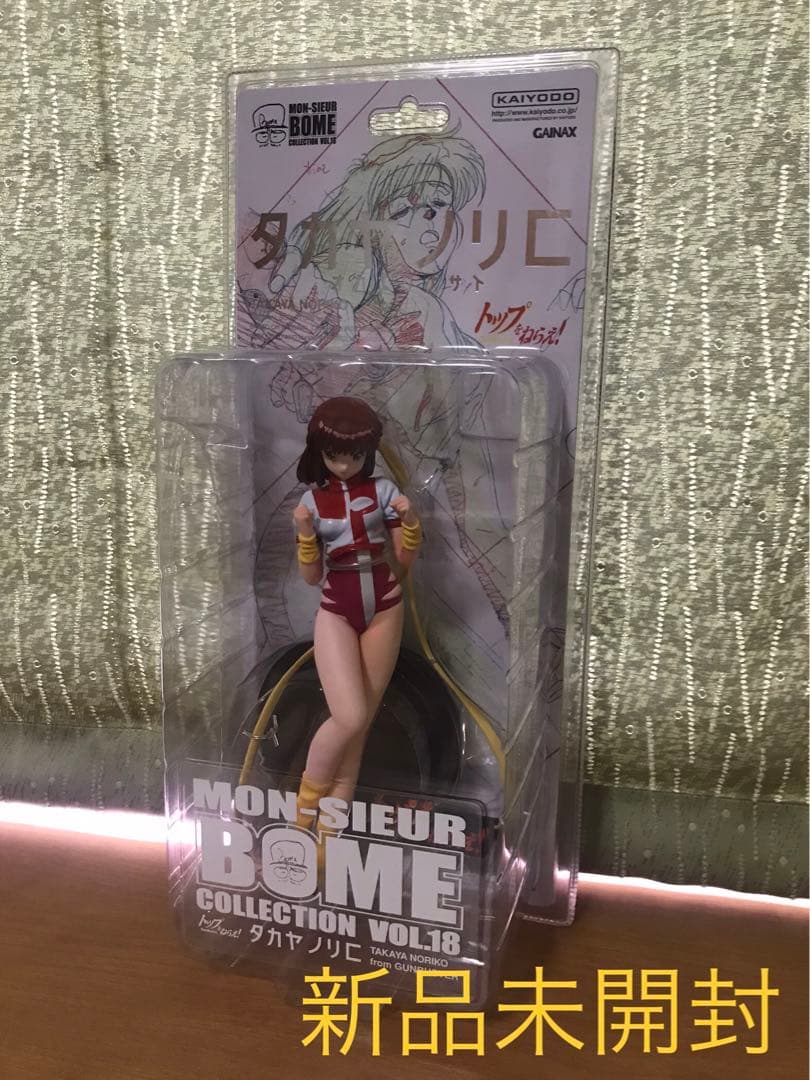 MON-SIEUR
BOME
COLLECTION VOL.18
KAIYODO
http://www.kaiyodo.co.jp/
GAINAX
タカヤノリコ
トップをねらえ!
MON-SIEUR
BOME
COLLECTION VOL.18
トップをねらえ!
タカヤノリコ
TAKAYA NORIKO
from GUNBUSTER
新品未開封